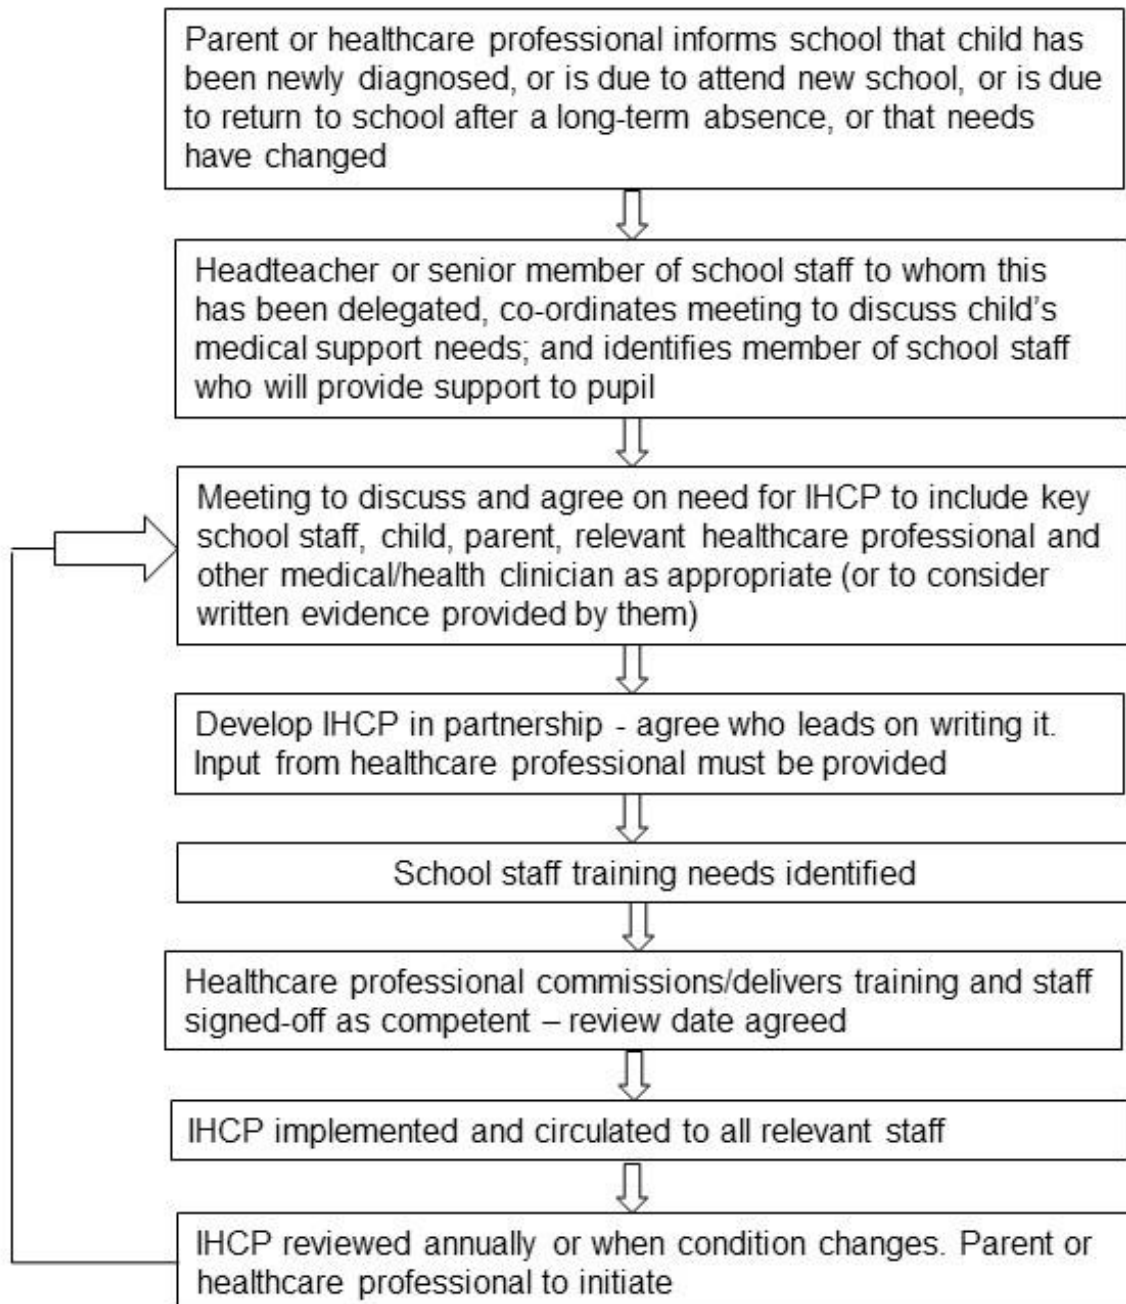 Parent or healthcare professional informs school that child has
been newly diagnosed, or is due to attend new school, or is due
to return to school after a long-term absence, or that needs
have changed
Headteacher or senior member of school staff to whom this
has been delegated, co-ordinates meeting to discuss child’s
medical support needs; and identifies member of school staff
who will provide support to pupil
Meeting to discuss and agree on need for IHCP to include key
school staff, child, parent, relevant healthcare professional and
other medical/health clinician as appropriate (or to consider
written evidence provided by them)
Develop IHCP in partnership - agree who leads on writing it.
Input from healthcare professional must be provided
School staff training needs identified
Healthcare professional commissions/delivers training and staff
signed-off as competent – review date agreed
IHCP implemented and circulated to all relevant staff
IHCP reviewed annually or when condition changes. Parent or
healthcare professional to initiate